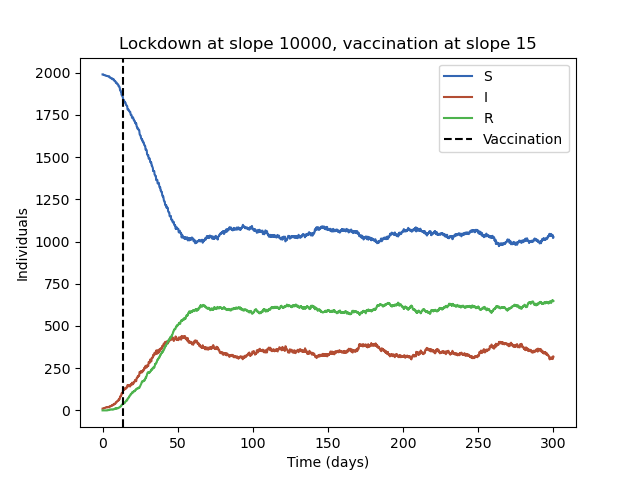 Lockdown at slope 10000, vaccination at slope 15
S
I
R
Vaccination
Individuals
2000
1750
1500
1250
1000
750
500
250
0
0 50 100 150 200 250 300
Time (days)